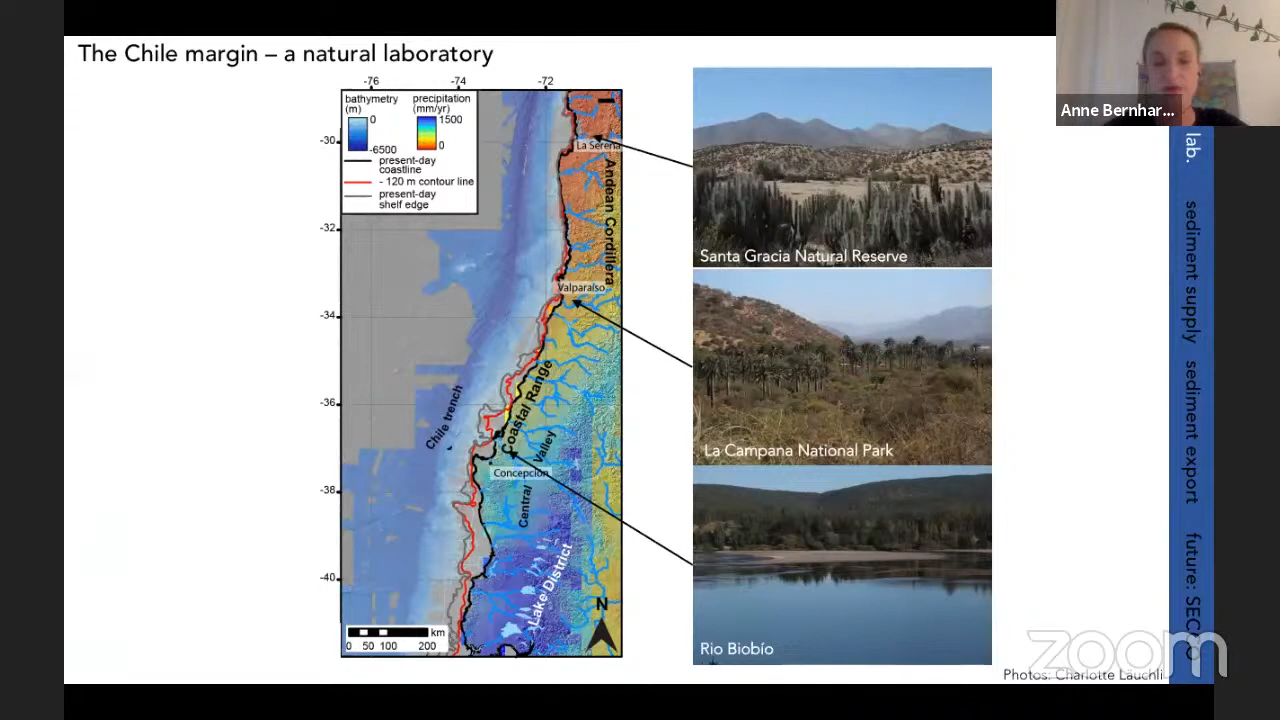 The Chile margin – a natural laboratory
Anne Bernhar...
-76
-74
-72
bathymetry
(m)
0
-6500
precipitation
(mm/yr)
1500
0
present-day
coastline
- 120 m contour line
present-day
shelf edge
-30
-32
-34
-36
-38
-40
La Serena
Andean Cordillera
Valparaíso
Coastal Range
Chile trench
Valley
Concepción
Central
Lake District
N
km
0 50 100 200
Santa Gracia Natural Reserve
La Campana National Park
Rio Biobío
lab.
sediment supply
sediment export
future:
zoom
Photos: Charlotte Läuchli